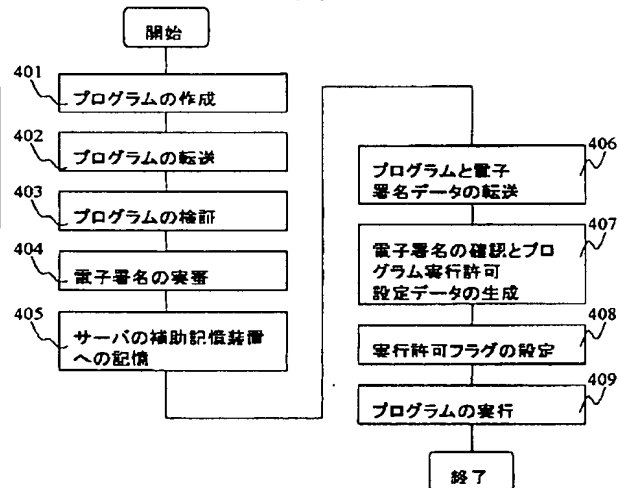 開始
401
プログラムの作成
402
プログラムの転送
403
プログラムの検証
404
電子署名の実審
405
サーバの補助記憶装置
への記憶
406
プログラムと電子
署名データの転送
407
電子署名の確認とプロ
グラム実行許可
設定データの生成
408
実行許可フラグの設定
409
プログラムの実行
終了